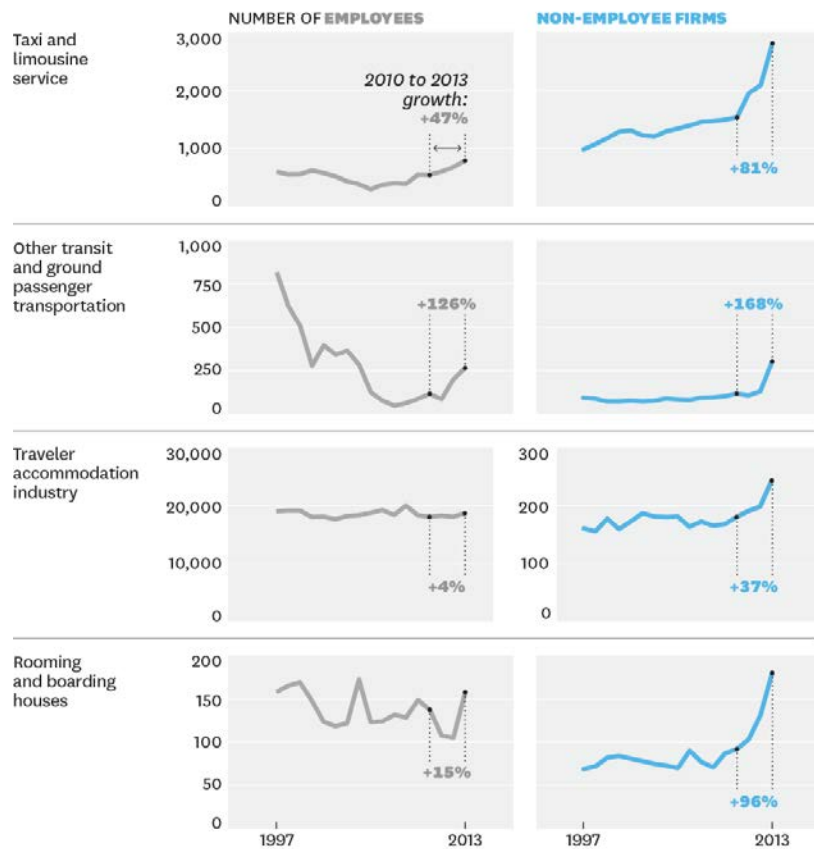 NUMBER OF EMPLOYEES
NON-EMPLOYEE FIRMS
Taxi and
limousine
service
3,000
2,000
1,000
0
2010 to 2013
growth:
+47%
+81%
Other transit
and ground
passenger
transportation
1,000
750
500
250
0
+126%
+168%
Traveler
accommodation
industry
30,000
20,000
10,000
0
+4%
300
200
100
0
+37%
Rooming
and boarding
houses
200
150
100
50
0
+15%
+96%
1997
2013
1997
2013